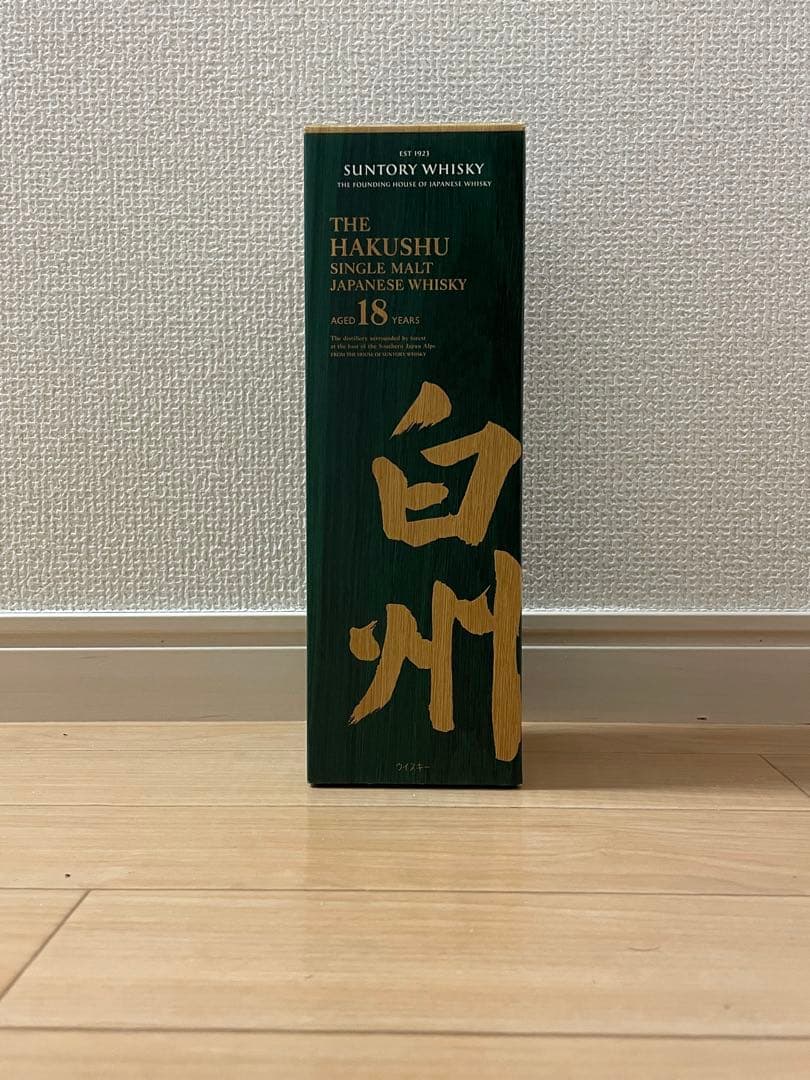 EST 1923
SUNTORY WHISKY
THE FOUNDING HOUSE OF JAPANESE WHISKY
THE
HAKUSHU
SINGLE MALT
JAPANESE WHISKY
AGED 18 YEARS
The distillery surrounded by forest
at the foot of the Southern Japan Alps
FROM THE HOUSE OF SUNTORY WHISKY
白州
ウイスキー